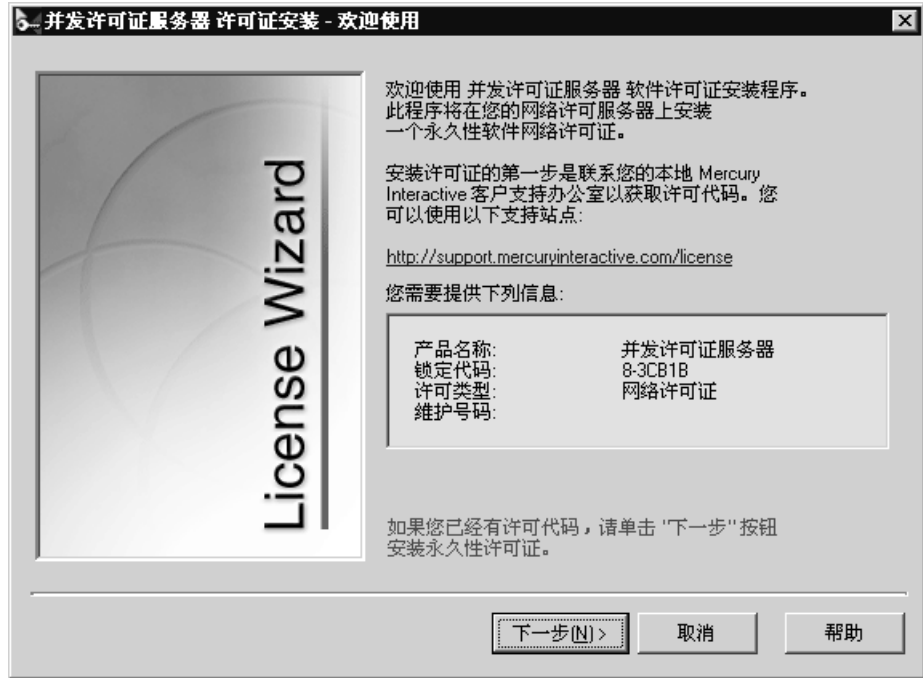 并发许可证服务器 许可证安装 - 欢迎使用
License Wizard
欢迎使用 并发许可证服务器 软件许可证安装程序。
此程序将在您的网络许可服务器上安装
一个永久性软件网络许可证。
安装许可证的第一步是联系您的本地 Mercury
Interactive 客户支持办公室以获取许可代码。您
可以使用以下支持站点:
http://support.mercuryinteractive.com/license
您需要提供下列信息:
产品名称: 并发许可证服务器
锁定代码: 8-3CB1B
许可类型: 网络许可证
维护号码:
如果您已经有许可代码，请单击 "下一步" 按钮
安装永久性许可证。
下一步(N) > 取消 帮助